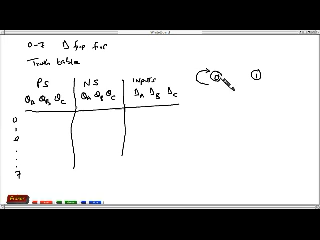 0-7 D flip flop
Truth table
PS NS Inputs
QA QB QC QA QB QC DA DB DC
0
7
0 1